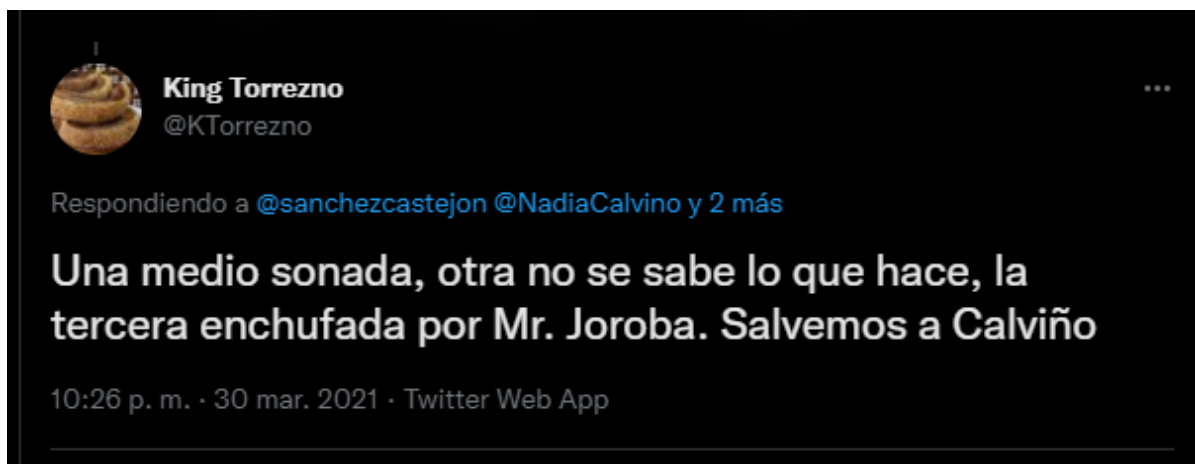 King Torrezno
@KTorrezno
Respondiendo a @sanchezcastejon @NadiaCalvino y 2 más
Una medio sonada, otra no se sabe lo que hace, la
tercera enchufada por Mr. Joroba. Salvemos a Calviño
10:26 p. m. · 30 mar. 2021 · Twitter Web App